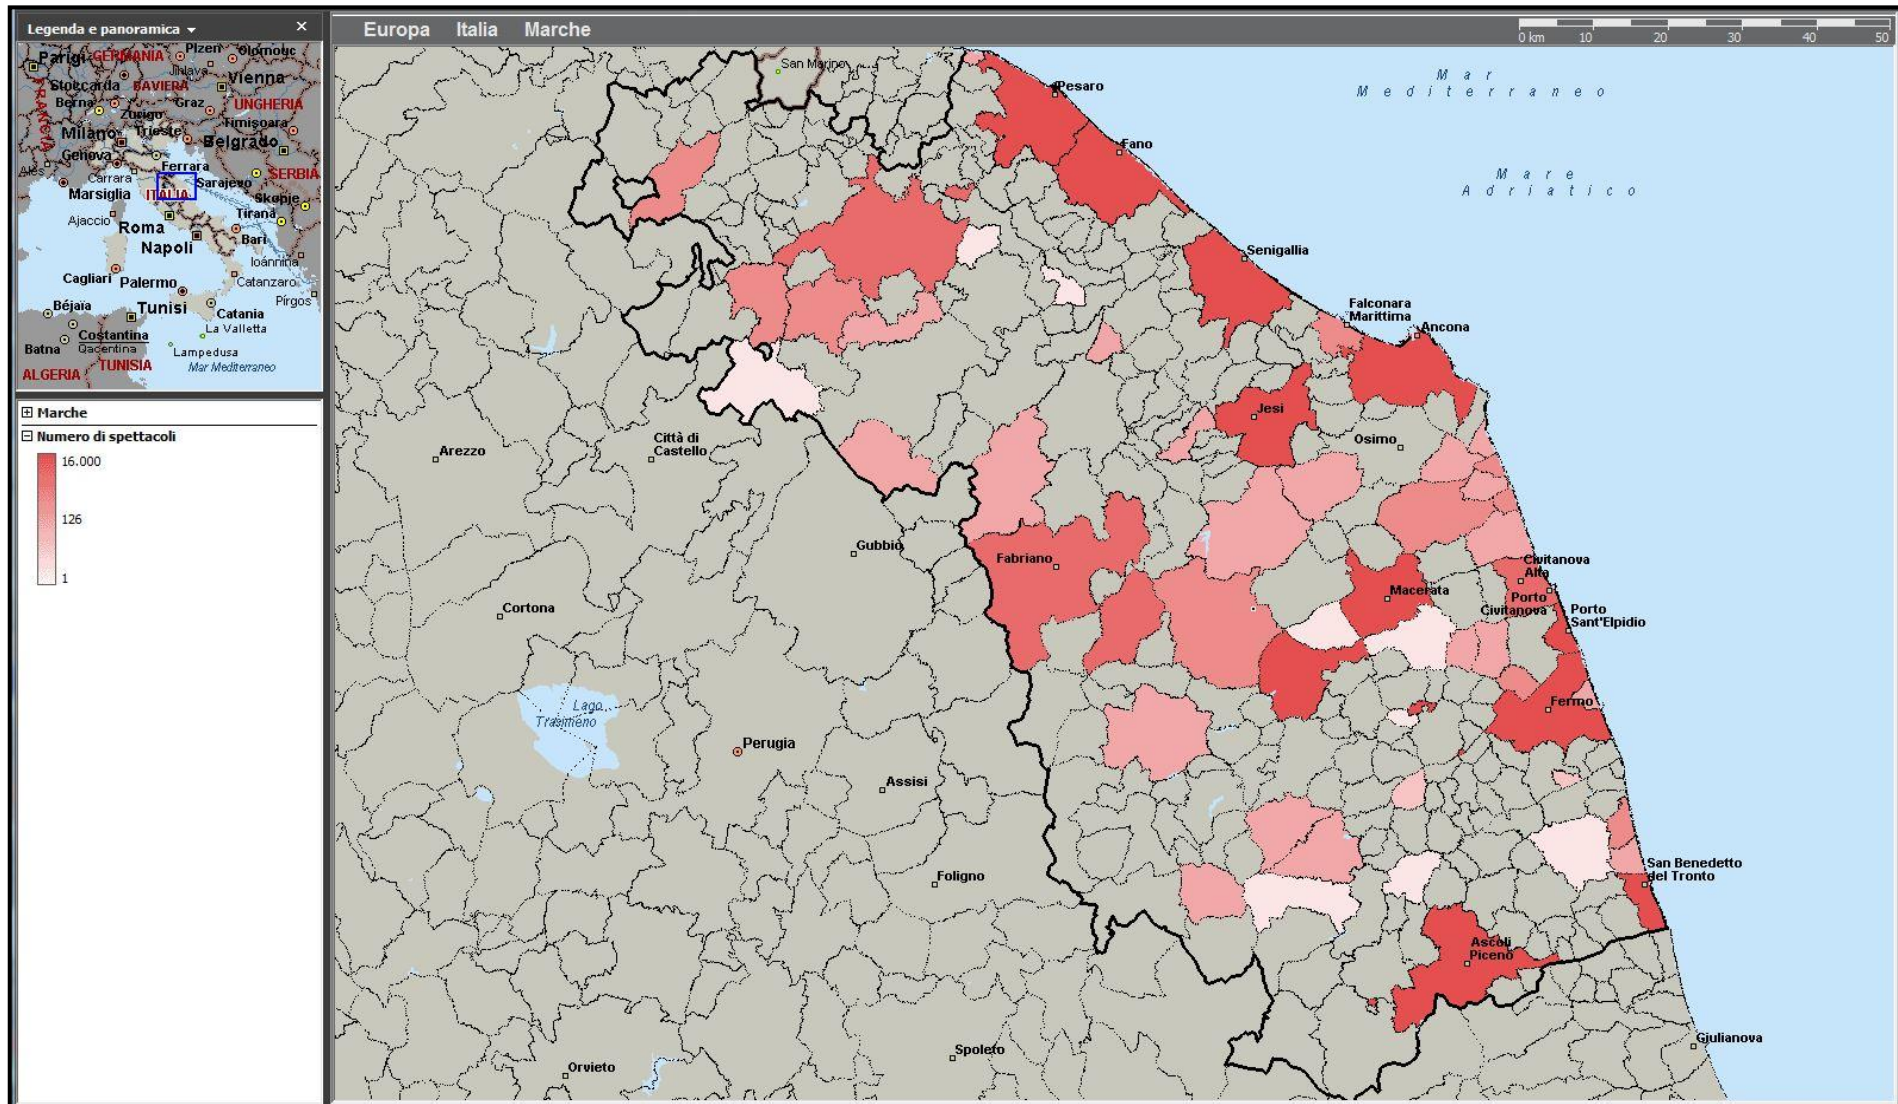 Legenda e panoramica
Europa Italia Marche
0 km 10 20 30 40 50
Parigi
GERMANIA
Plzen
Olomouc
Jihlava
Vienna
Stoccarda
BAVIERA
Berna
Zurigo
Graz
UNGHERIA
FRANCIA
Milano
Trieste
Timişoara
Belgrado
Genova
Ferrara
Alès
Carrara
Sarajevo
SERBIA
Marsiglia
ITALIA
Skopje
Ajaccio
Roma
Tirana
Napoli
Bari
Ioánnina
Cagliari
Palermo
Catanzaro
Pírgos
Béjaïa
Tunisi
Catania
La Valletta
Costantina
Qacentina
Batna
Lampedusa
TUNISIA
Mar Mediterraneo
ALGERIA
Marche
Numero di spettacoli
16.000
126
1
San Marino
Pesaro
Mar
Mediterraneo
Fano
Mare
Adriatico
Senigallia
Falconara
Marittima
Ancona
Jesi
Osimo
Arezzo
Città di
Castello
Gubbio
Fabriano
Civitanova
Alta
Macerata
Porto
Civitanova
Porto
Sant'Elpidio
Cortona
Lago
Trasimeno
Fermo
Perugia
Assisi
Foligno
San Benedetto
del Tronto
Ascoli
Piceno
Spoleto
Orvieto
Giulianova